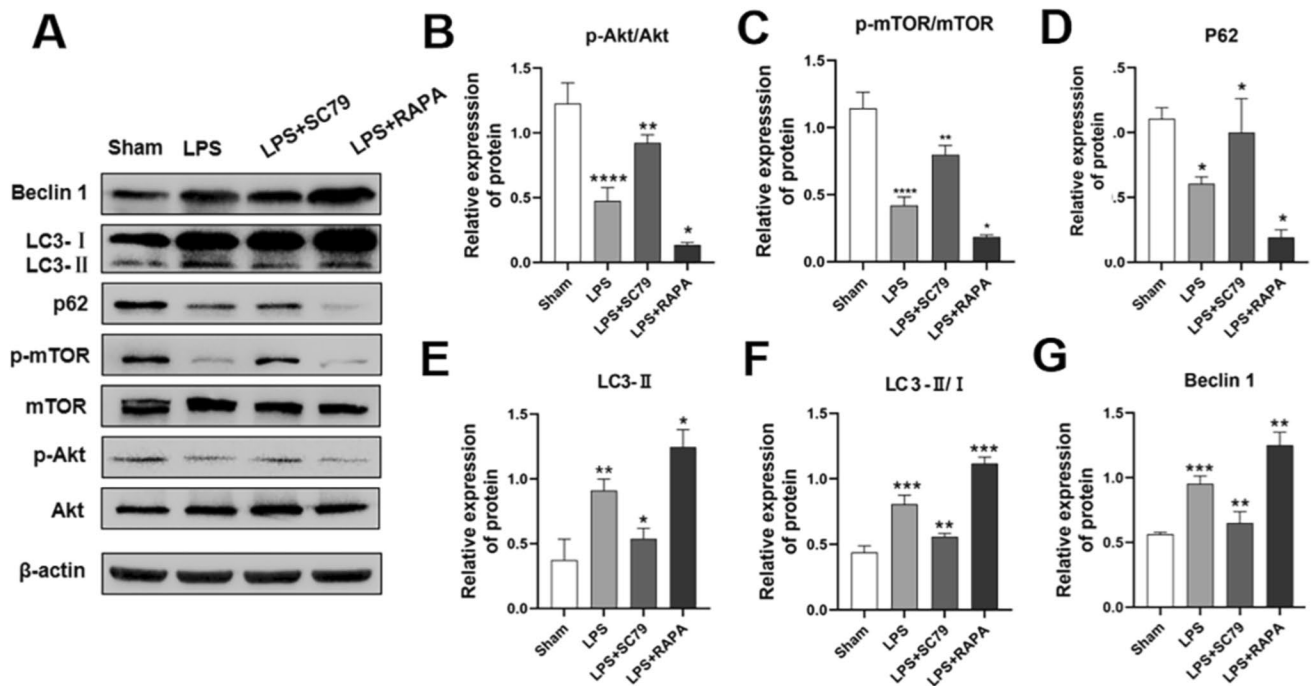 A
Sham LPS LPS+SC79 LPS+RAPA
Beclin 1
LC3-Ⅰ
LC3-Ⅱ
p62
p-mTOR
mTOR
p-Akt
Akt
β-actin
B
p-Akt/Akt
Relative expresssion
of protein
1.5
1.0
0.5
0.0
****
**
*
Sham LPS LPS+SC79 LPS+RAPA
C
p-mTOR/mTOR
Relative expresssion
of protein
1.5
1.0
0.5
0.0
****
**
*
Sham LPS LPS+SC79 LPS+RAPA
D
P62
Relative expression
of protein
1.5
.0
.5
.0
*
*
*
Sham LPS LPS+SC79 LPS+RAPA
E
LC3-Ⅱ
Relative expression
of protein
1.5
1.0
0.5
0.0
**
*
*
Sham LPS LPS+SC79 LPS+RAPA
F
LC3-Ⅱ/Ⅰ
Relative expression
of protein
1.5
1.0
0.5
0.0
***
**
***
Sham LPS LPS+SC79 LPS+RAPA
G
Beclin 1
Relative expression
of protein
1.5
1.0
0.5
0.0
***
**
**
Sham LPS LPS+SC79 LPS+RAPA